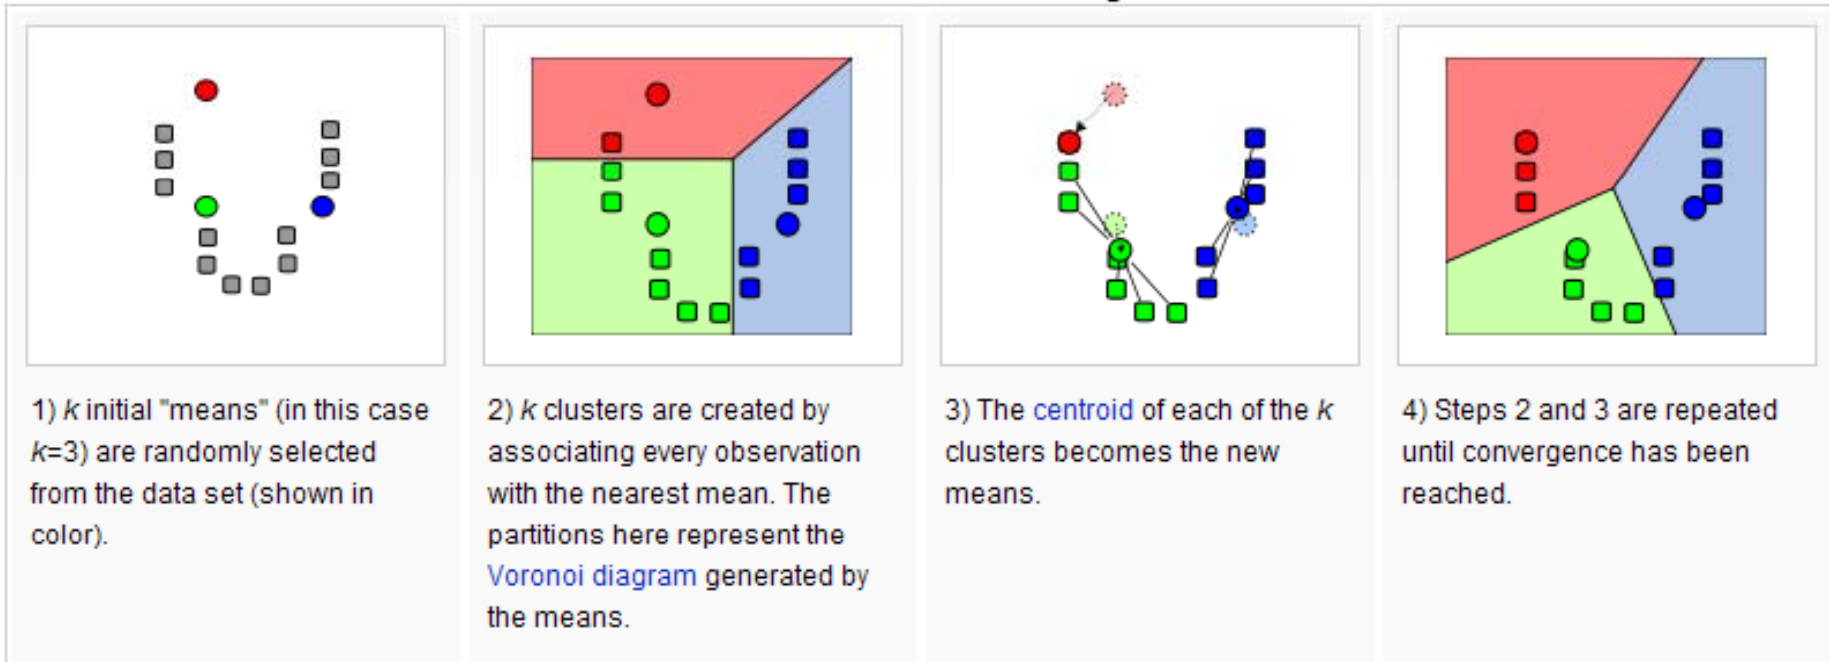 1) k initial "means" (in this case
k=3) are randomly selected
from the data set (shown in
color).
2) k clusters are created by
associating every observation
with the nearest mean. The
partitions here represent the
Voronoi diagram generated by
the means.
3) The centroid of each of the k
clusters becomes the new
means.
4) Steps 2 and 3 are repeated
until convergence has been
reached.